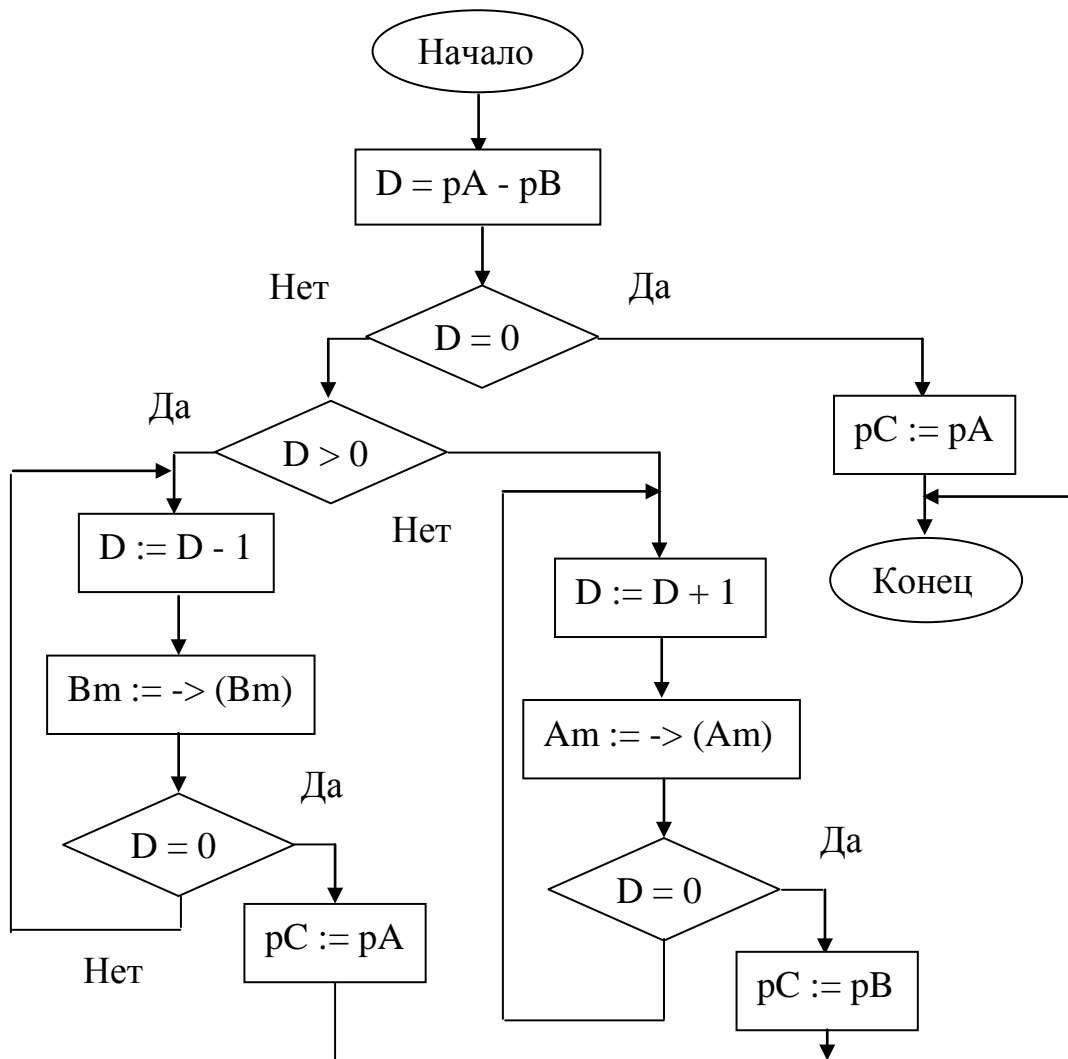 Начало
D = pA - pB
Нет
Да
D = 0
Да
D > 0
pC := pA
Нет
D := D - 1
D := D + 1
Конец
Bm := -> (Bm)
Am := -> (Am)
Да
D = 0
Да
D = 0
pC := pA
Нет
pC := pB